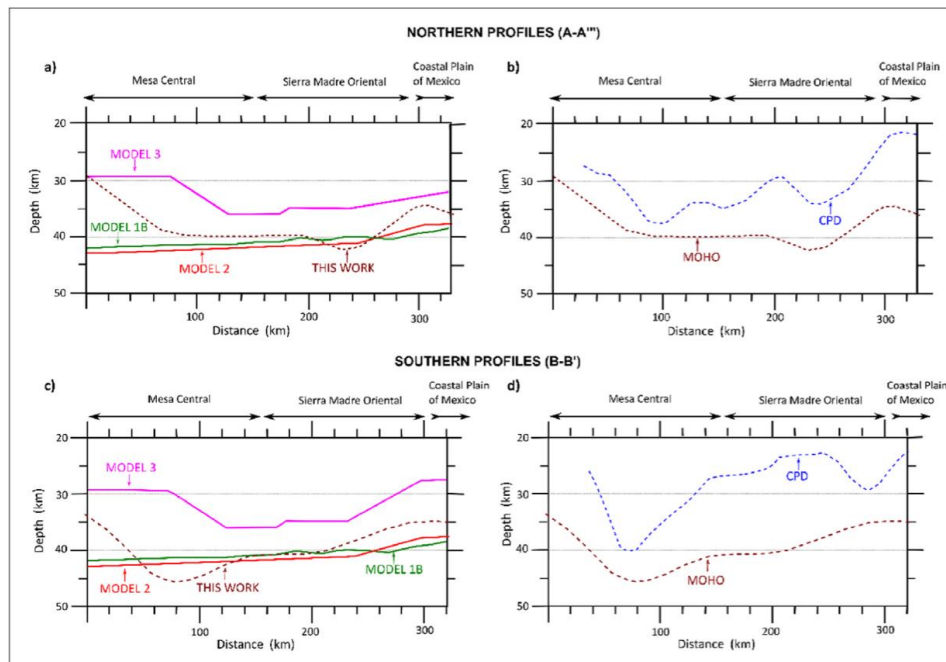 NORTHERN PROFILES (A-A''')
a)
Mesa Central
Sierra Madre Oriental
Coastal Plain
of Mexico
20
30
40
50
Depth (km)
MODEL 3
MODEL 1B
MODEL 2
THIS WORK
100
200
300
Distance (km)
b)
Mesa Central
Sierra Madre Oriental
Coastal Plain
of Mexico
20
30
40
50
Depth (km)
CPD
MOHO
0
100
200
300
Distance (km)
SOUTHERN PROFILES (B-B')
c)
Mesa Central
Sierra Madre Oriental
Coastal Plain
of Mexico
20
30
40
50
Depth (km)
MODEL 3
MODEL 2
THIS WORK
MODEL 1B
0
100
200
300
Distance (km)
d)
Mesa Central
Sierra Madre Oriental
Coastal Plain
of Mexico
20
30
40
50
Depth (km)
CPD
MOHO
0
100
200
300
Distance (km)